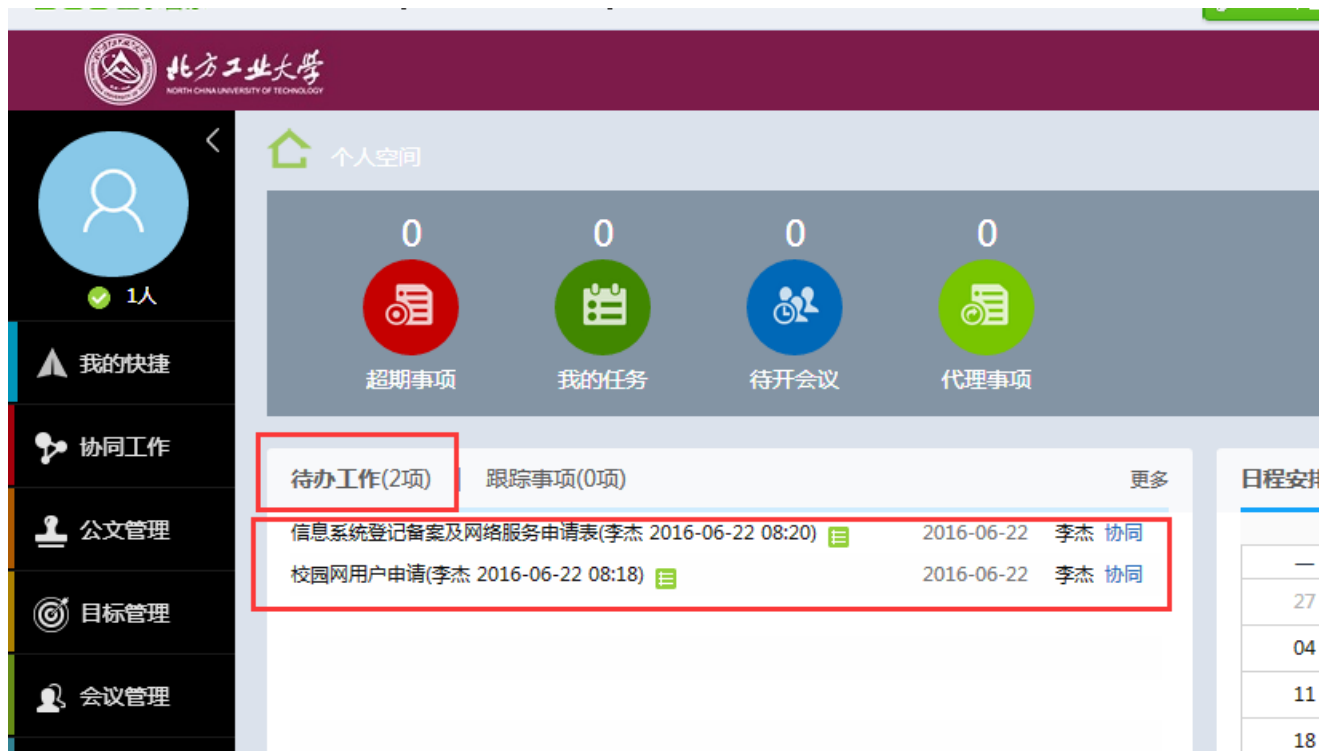 北方工业大学
NORTH CHINA UNIVERSITY OF TECHNOLOGY
个人空间
1人
0 0 0 0
超期事项 我的任务 待开会议 代理事项
我的快捷
协同工作
公文管理
目标管理
会议管理
待办工作(2项) 跟踪事项(0项) 更多
信息系统登记备案及网络服务申请表(李杰 2016-06-22 08:20) 2016-06-22 李杰 协同
校园网用户申请(李杰 2016-06-22 08:18) 2016-06-22 李杰 协同
日程安排
一
27
04
11
18